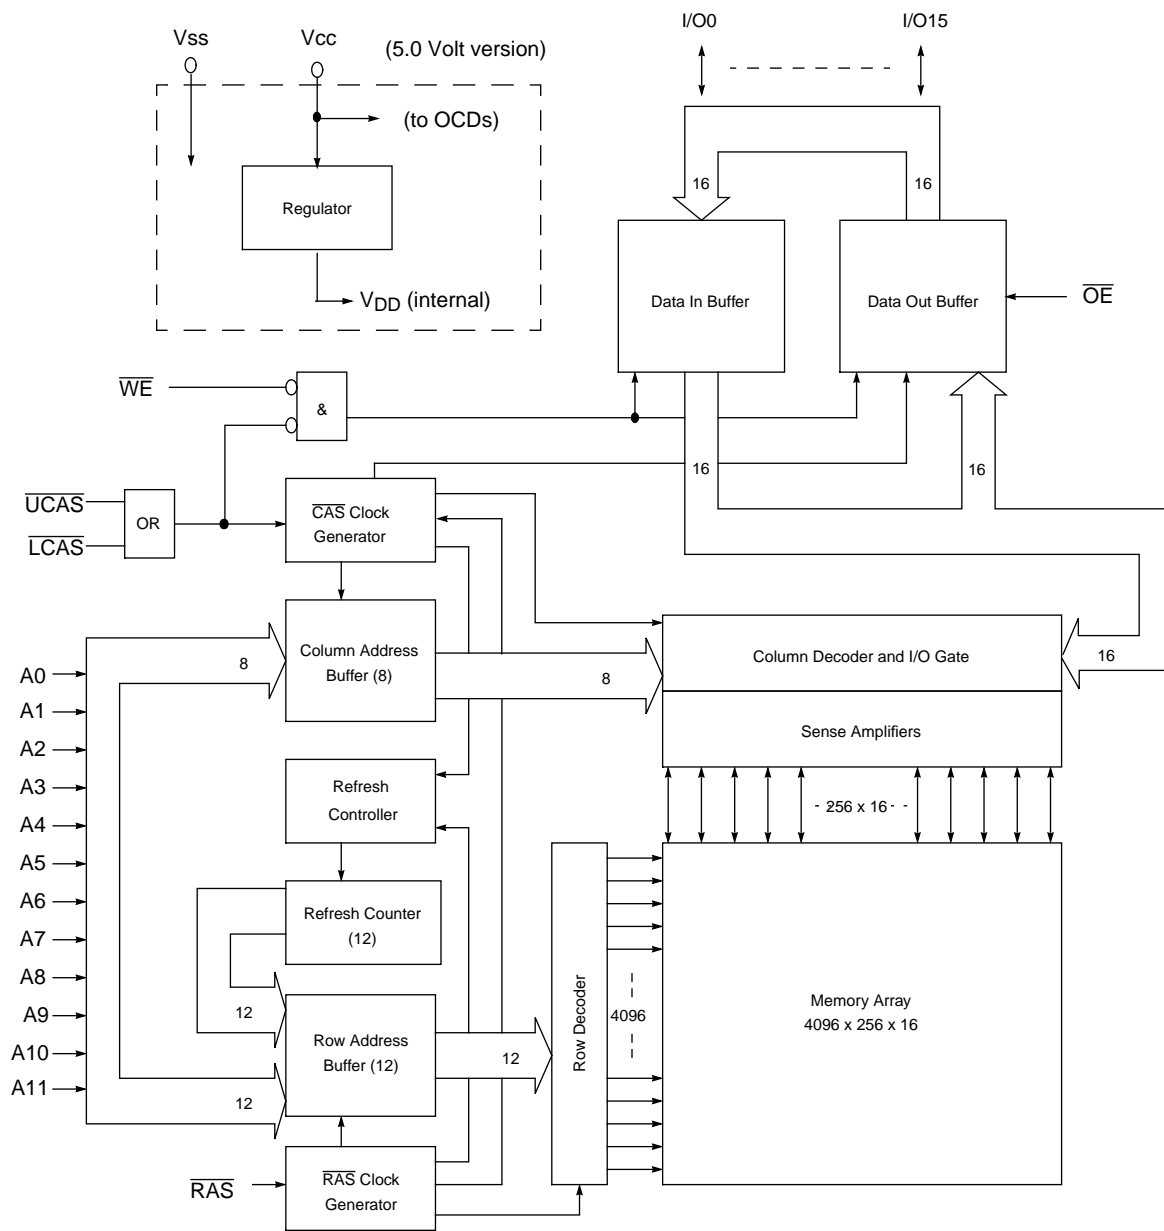 Vss
Vcc
(5.0 Volt version)
I/O0
I/O15
(to OCDs)
Regulator
VDD (internal)
16
16
Data In Buffer
Data Out Buffer
OE
WE
&
16
16
UCAS
LCAS
OR
CAS Clock
Generator
Column Address
Buffer (8)
8
8
Column Decoder and I/O Gate
16
Sense Amplifiers
A0
A1
A2
A3
A4
A5
A6
A7
A8
A9
A10
A11
Refresh
Controller
256 x 16
Refresh Counter
(12)
12
Row Address
Buffer (12)
12
12
Row Decoder
4096
Memory Array
4096 x 256 x 16
RAS
RAS Clock
Generator